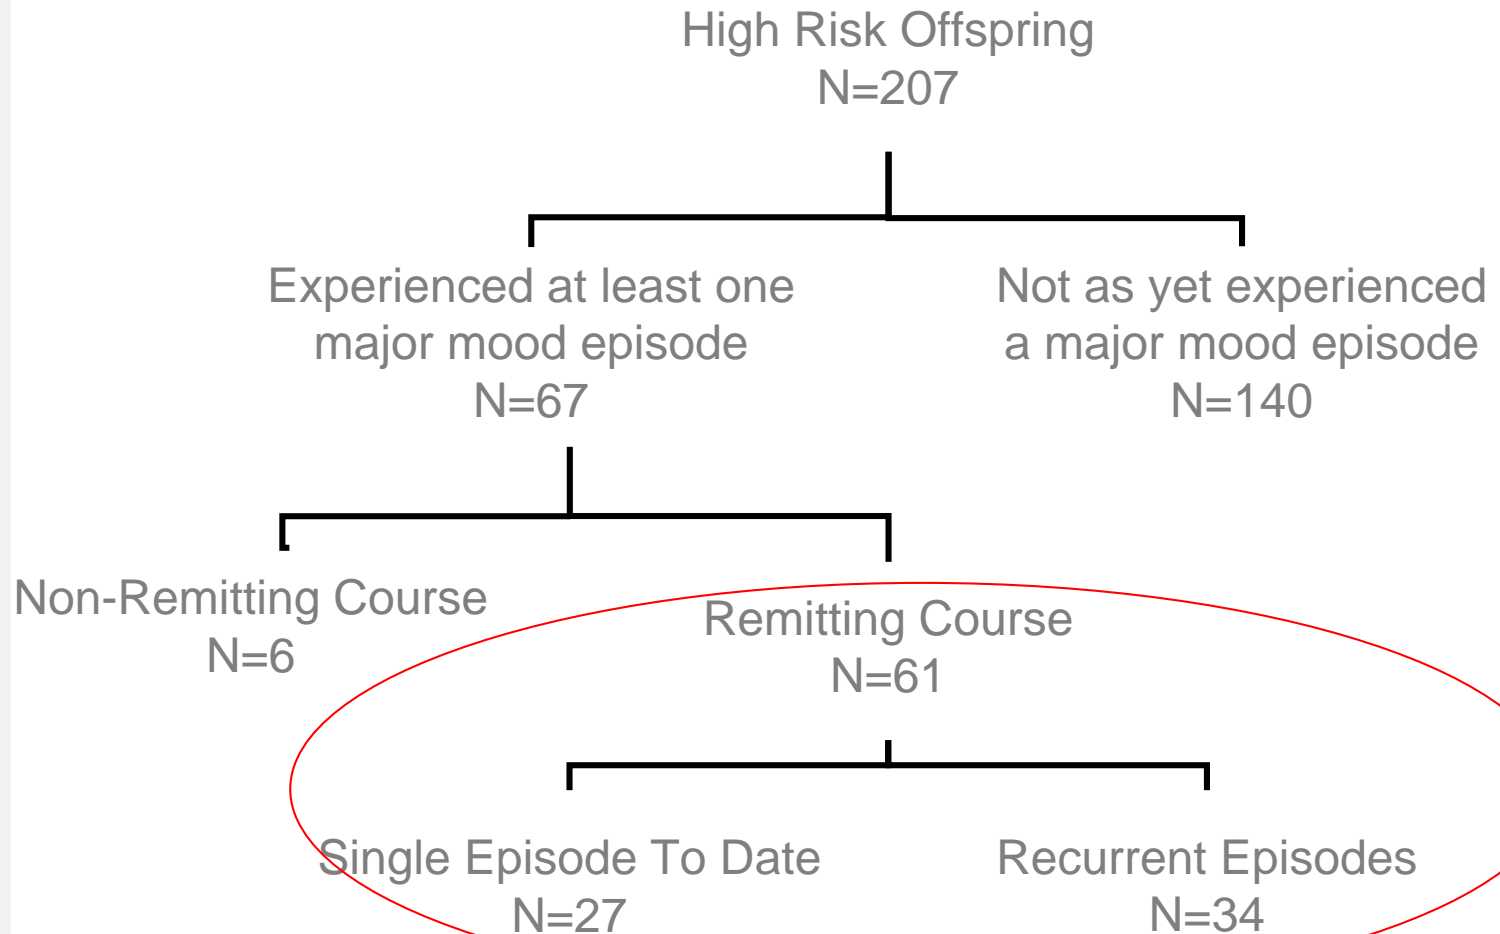 High Risk Offspring
N=207
Experienced at least one
major mood episode
N=67
Not as yet experienced
a major mood episode
N=140
Non-Remitting Course
N=6
Remitting Course
N=61
Single Episode To Date
N=27
Recurrent Episodes
N=34